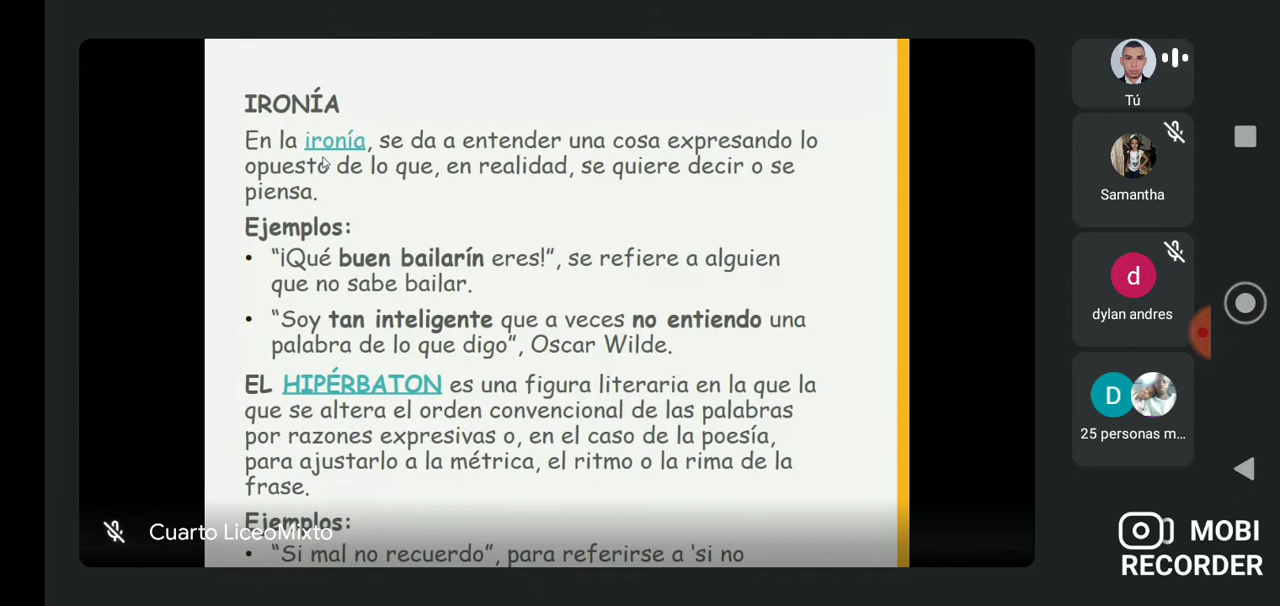 IRONÍA
En la ironía, se da a entender una cosa expresando lo
opuesto de lo que, en realidad, se quiere decir o se
piensa.
Ejemplos:
• “¡Qué buen bailarín eres!”, se refiere a alguien
que no sabe bailar.
• “Soy tan inteligente que a veces no entiendo una
palabra de lo que digo”, Oscar Wilde.
EL HIPÉRBATON es una figura literaria en la que la
que se altera el orden convencional de las palabras
por razones expresivas o, en el caso de la poesía,
para ajustarlo a la métrica, el ritmo o la rima de la
frase.
Ejemplos:
• “Si mal no recuerdo”, para referirse a ‘si no
Cuarto LiceoMixto
Tú
Samantha
d
dylan andres
D
25 personas m...
MOBI
RECORDER